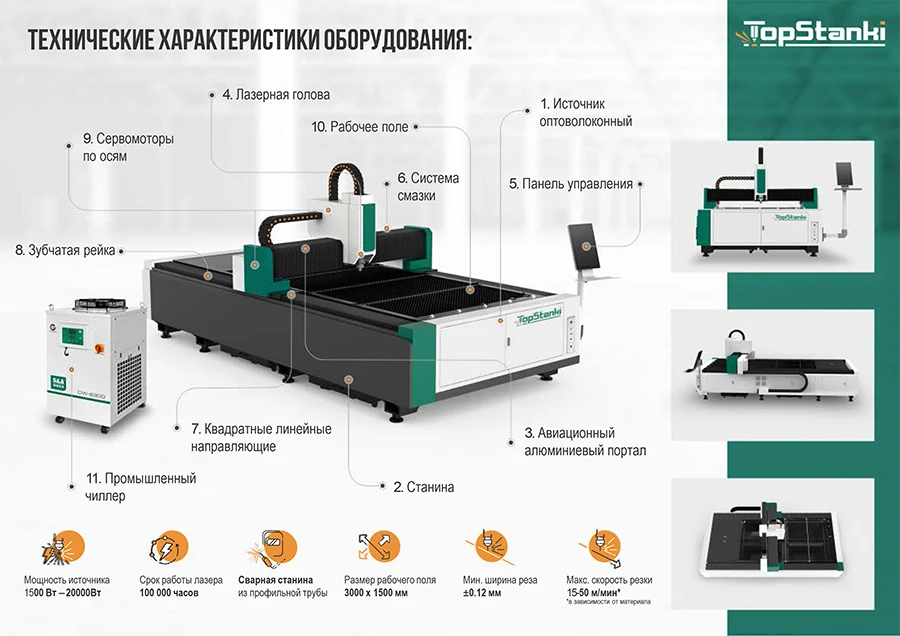 ТЕХНИЧЕСКИЕ ХАРАКТЕРИСТИКИ ОБОРУДОВАНИЯ:
TopStanki
4. Лазерная голова
1. Источник
оптоволоконный
10. Рабочее поле
9. Сервомоторы
по осям
6. Система
смазки
5. Панель управления
8. Зубчатая рейка
TopStanki
TopStanki
S&A
CW-6300
7. Квадратные линейные
направляющие
3. Авиационный
алюминиевый портал
11. Промышленный
чиллер
2. Станина
Мощность источника
1500 Вт – 20000Вт
Срок работы лазера
100 000 часов
Сварная станина
из профильной трубы
Размер рабочего поля
3000 x 1500 мм
Мин. ширина реза
±0.12 мм
Макс. скорость резки
15-50 м/мин*
*в зависимости от материала